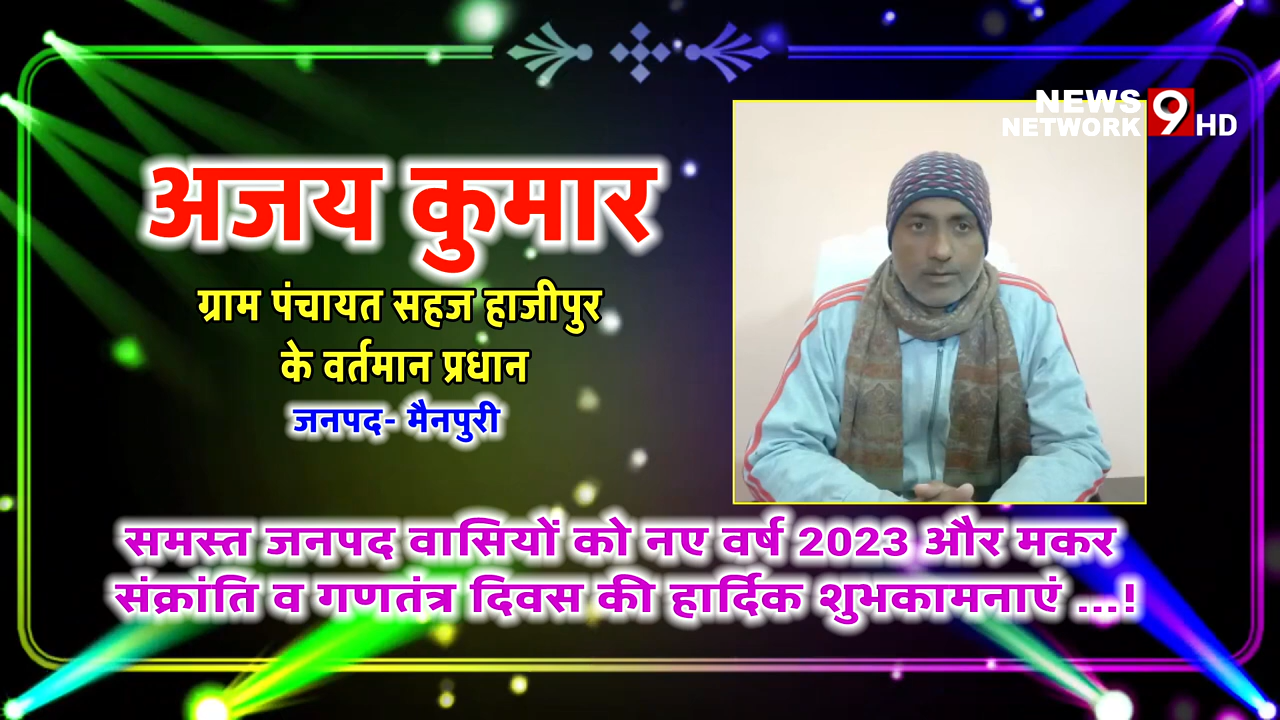 NEWS
NETWORK 9 HD
अजय कुमार
ग्राम पंचायत सहज हाजीपुर
के वर्तमान प्रधान
जनपद- मैनपुरी
समस्त जनपद वासियों को नए वर्ष 2023 और मकर
संक्रांति व गणतंत्र दिवस की हार्दिक शुभकामनाएं ...!